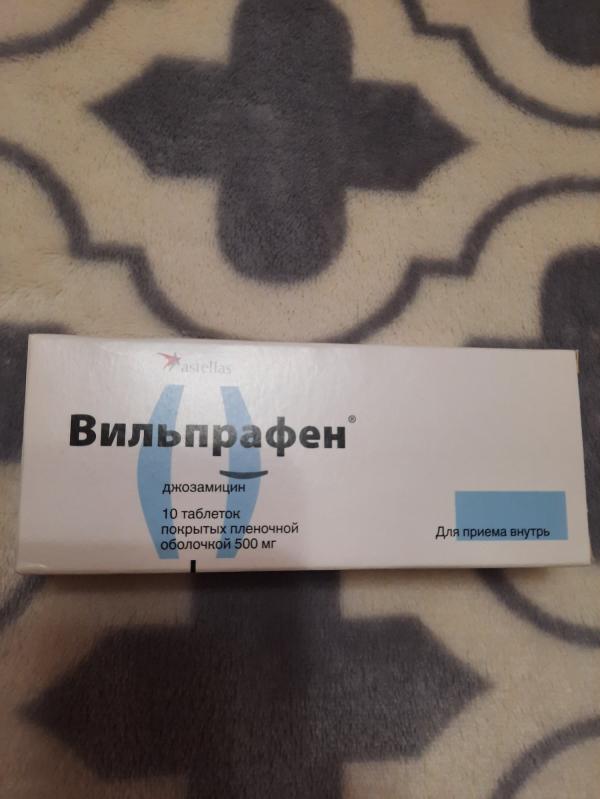 astellas
Вильпрафен®
джозамицин
10 таблеток
покрытых пленочной
оболочкой 500 мг
Для приема внутрь